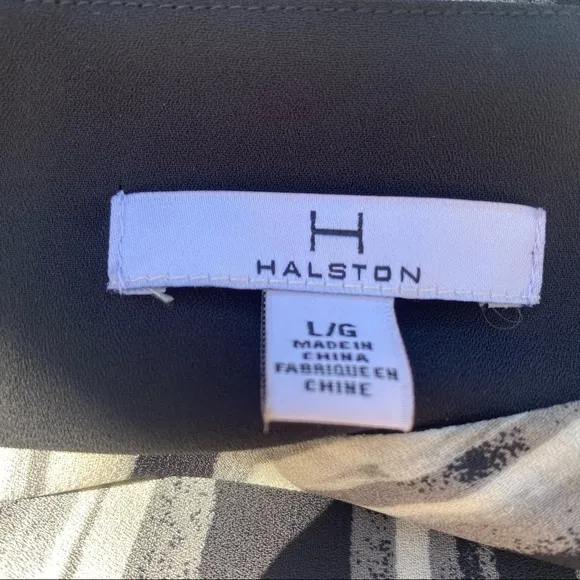 H
HALSTON
L/G
MADE IN
CHINA
FABRIQUE EN
CHINE